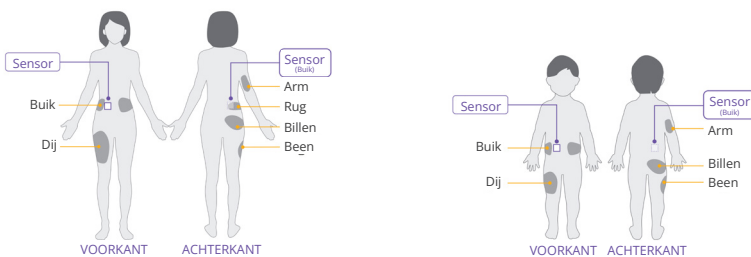 Sensor
Buik
Dij
Sensor
(Buik)
Arm
Rug
Billen
Been
VOORKANT
ACHTERKANT
Sensor
Buik
Dij
Sensor
(Buik)
Arm
Billen
Been
VOORKANT
ACHTERKANT